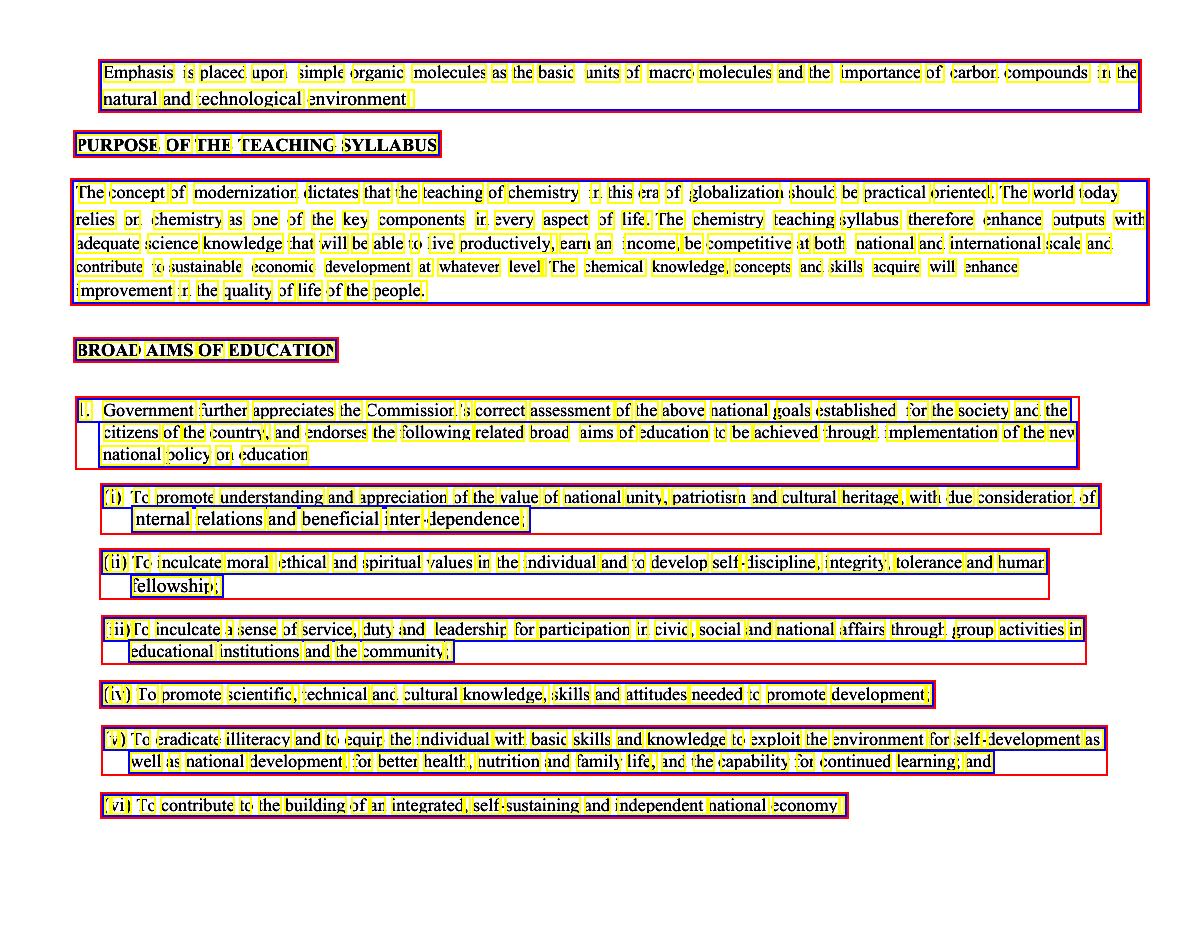 Emphasis is placed upon simple organic molecules as the basic units of macro molecules and the importance of carbon compounds in the
natural and technological environment.
PURPOSE OF THE TEACHING SYLLABUS
The concept of modernization dictates that the teaching of chemistry in this era of globalization should be practical oriented. The world today
relies on chemistry as one of the key components in every aspect of life. The chemistry teaching syllabus therefore enhance outputs with
adequate science knowledge that will be able to live productively, earn an income, be competitive at both national and international scale and
contribute to sustainable economic development at whatever level. The chemical knowledge, concepts and skills acquire will enhance
improvement in the quality of life of the people.
BROAD AIMS OF EDUCATION
1. Government further appreciates the Commission's correct assessment of the above national goals established for the society and the
citizens of the country, and endorses the following related broad aims of education to be achieved through implementation of the new
national policy on education
(i) To promote understanding and appreciation of the value of national unity, patriotism and cultural heritage, with due consideration of
internal relations and beneficial inter-dependence;
(ii) To inculcate moral, ethical and spiritual values in the individual and to develop self-discipline, integrity, tolerance and human
fellowship;
(iii)To inculcate a sense of service, duty and leadership for participation in civic, social and national affairs through group activities in
educational institutions and the community;
(iv) To promote scientific, technical and cultural knowledge, skills and attitudes needed to promote development;
(v) To eradicate illiteracy and to equip the individual with basic skills and knowledge to exploit the environment for self-development as
well as national development, for better health, nutrition and family life, and the capability for continued learning; and
(vi) To contribute to the building of an integrated, self-sustaining and independent national economy.